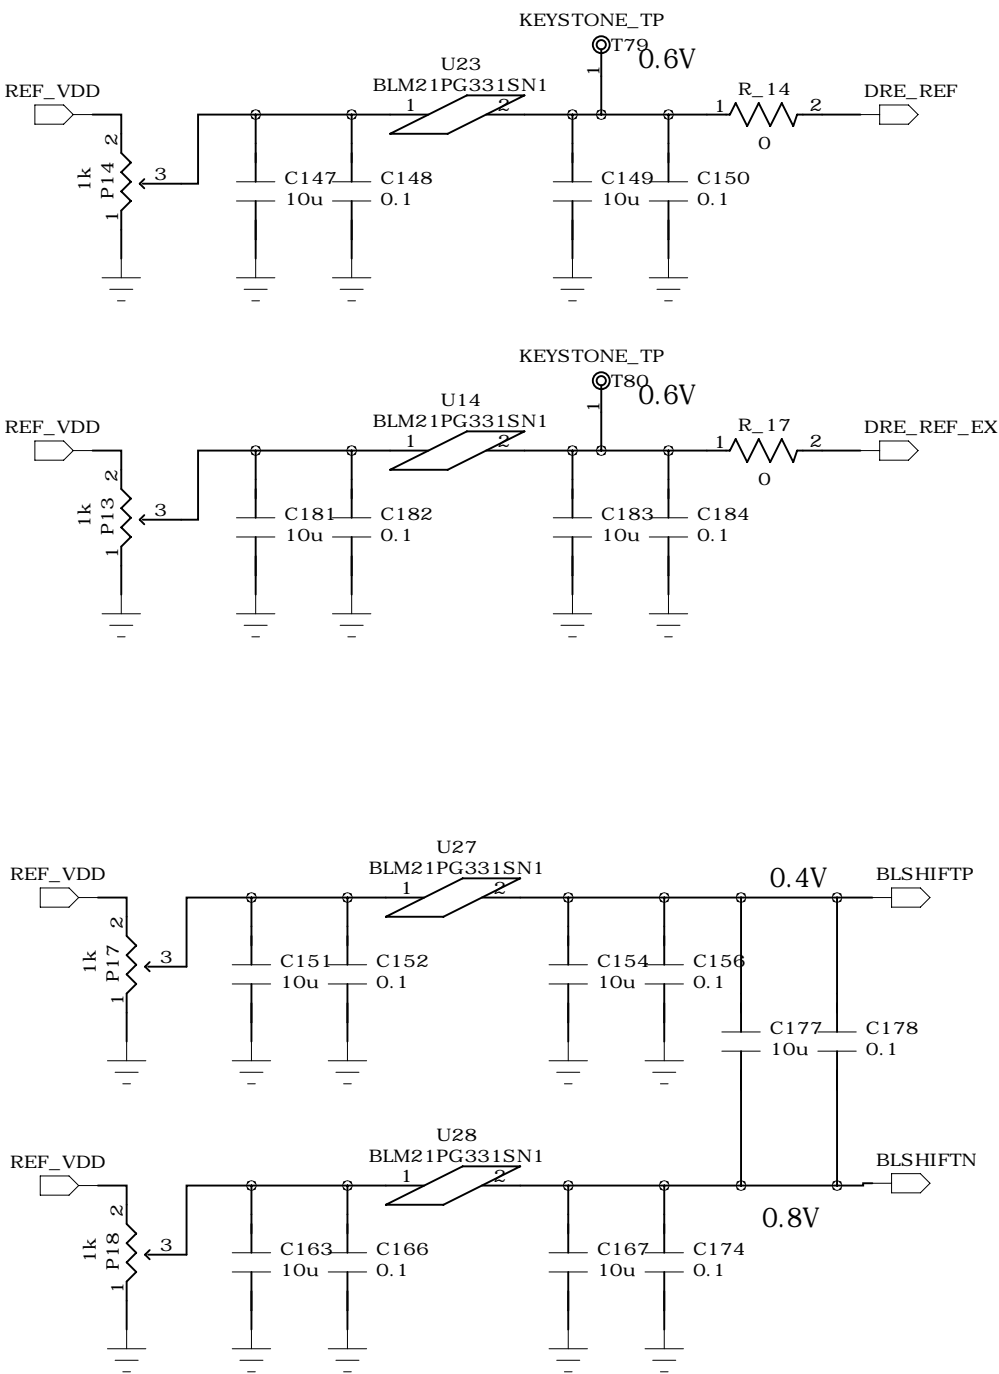 KEYSTONE_TP
T79
0.6V
1
U23
BLM21PG331SN1
REF_VDD
1
2
R_14
1
2
0
DRE_REF
2
1k
P14
3
1
C147
10u
C148
0.1
C149
10u
C150
0.1
KEYSTONE_TP
T80
0.6V
1
U14
BLM21PG331SN1
REF_VDD
1
2
R_17
1
2
0
DRE_REF_EX
2
1k
P13
3
1
C181
10u
C182
0.1
C183
10u
C184
0.1
U27
BLM21PG331SN1
REF_VDD
1
2
0.4V
BLSHIFTP
2
1k
P17
3
1
C151
10u
C152
0.1
C154
10u
C156
0.1
C177
10u
C178
0.1
U28
BLM21PG331SN1
REF_VDD
1
2
BLSHIFTN
0.8V
2
1k
P18
3
1
C163
10u
C166
0.1
C167
10u
C174
0.1